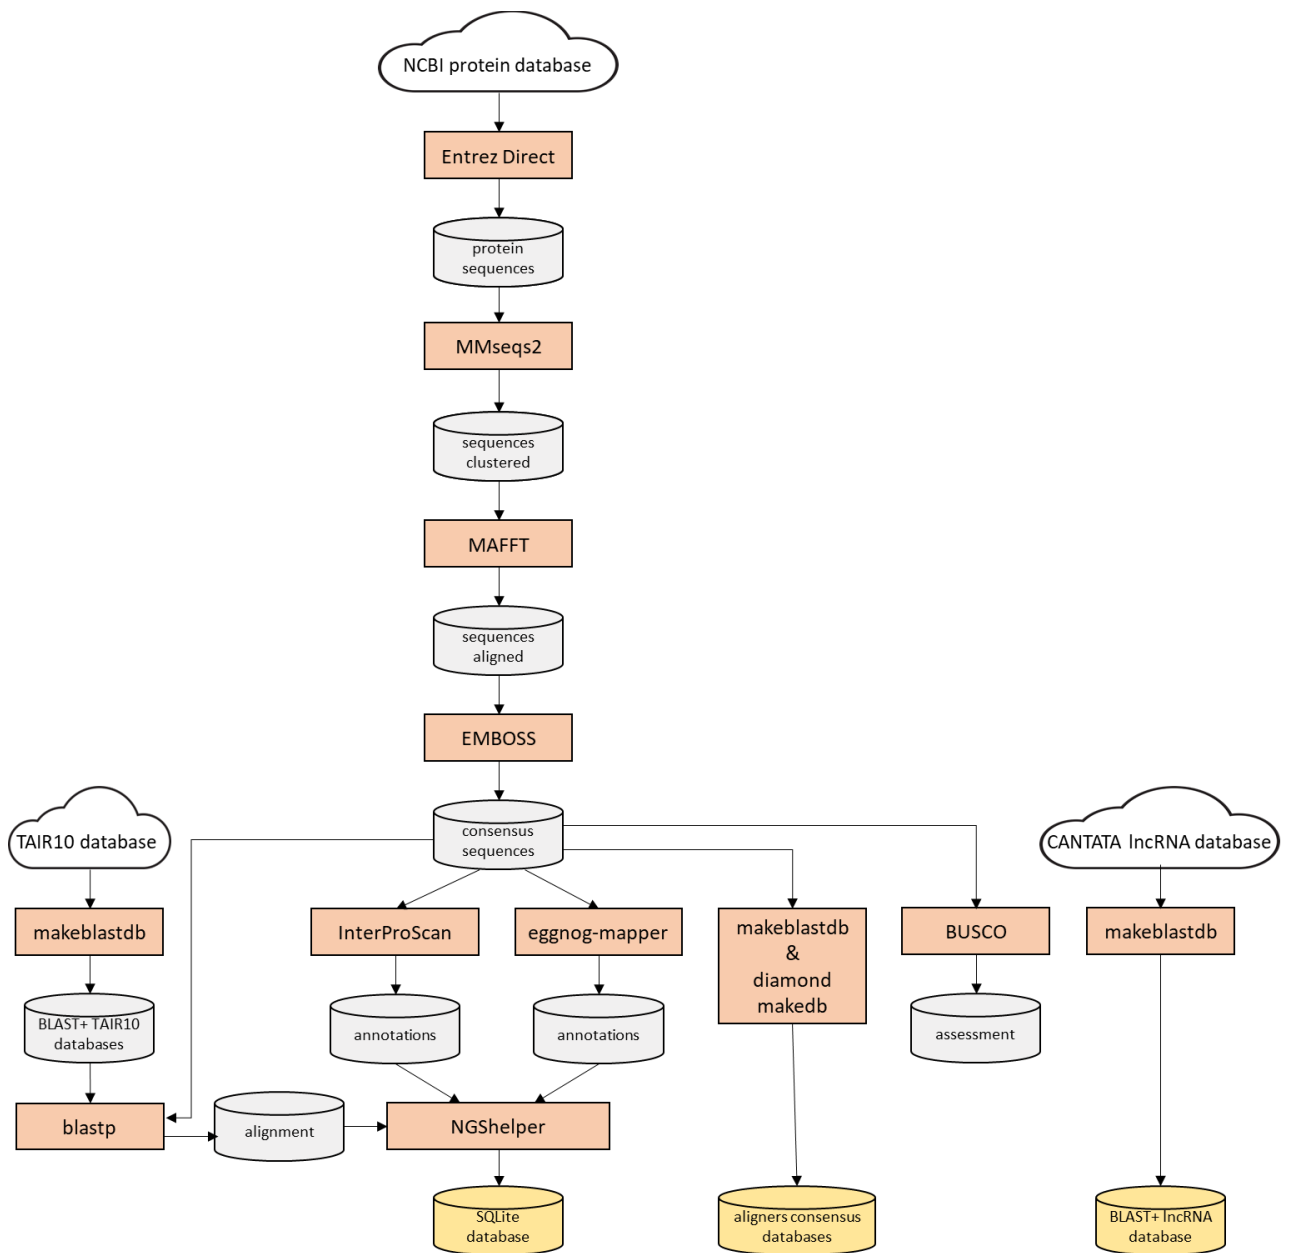 NCBI protein database
Entrez Direct
protein
sequences
MMseqs2
sequences
clustered
MAFFT
sequences
aligned
EMBOSS
consensus
sequences
TAIR10 database
CANTATA lncRNA database
makeblastdb
InterProScan
eggnog-mapper
makeblastdb
&
diamond
makedb
BUSCO
makeblastdb
BLAST+ TAIR10
databases
annotations
annotations
assessment
blastp
alignment
NGShelper
SQLite
database
aligners consensus
databases
BLAST+ lncRNA
database